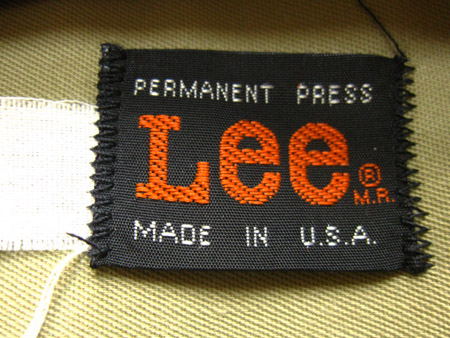 PERMANENT PRESS
Lee ®
M.R.
MADE IN U.S.A.